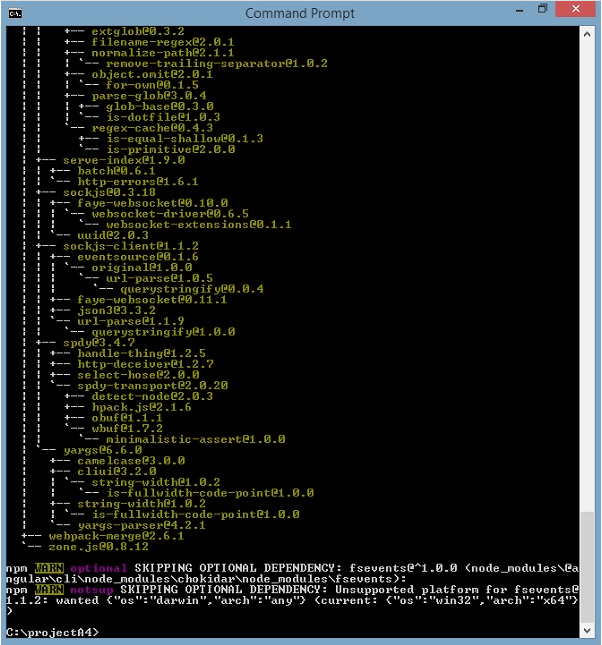 Command Prompt
| | +-- extglob@0.3.2
| | +-- filename-regex@2.0.1
| | +-- normalize-path@2.1.1
| | | `-- remove-trailing-separator@1.0.2
| | +-- object.omit@2.0.1
| | | `-- for-own@0.1.5
| | +-- parse-glob@3.0.4
| | | +-- glob-base@0.3.0
| | | `-- is-dotfile@1.0.3
| | `-- regex-cache@0.4.3
| | +-- is-equal-shallow@0.1.3
| | `-- is-primitive@2.0.0
| +-- serve-index@1.9.0
| | +-- batch@0.6.1
| | `-- http-errors@1.6.1
| +-- sockjs@0.3.18
| | +-- faye-websocket@0.10.0
| | | `-- websocket-driver@0.6.5
| | | `-- websocket-extensions@0.1.1
| | `-- uuid@2.0.3
| +-- sockjs-client@1.1.2
| | +-- eventsource@0.1.6
| | | `-- original@1.0.0
| | | `-- url-parse@1.0.5
| | | `-- querystringify@0.0.4
| | +-- faye-websocket@0.11.1
| | +-- json3@3.3.2
| | `-- url-parse@1.1.9
| | `-- querystringify@1.0.0
| +-- spdy@3.4.7
| | +-- handle-thing@1.2.5
| | +-- http-deceiver@1.2.7
| | +-- select-hose@2.0.0
| | `-- spdy-transport@2.0.20
| | +-- detect-node@2.0.3
| | +-- hpack.js@2.1.6
| | +-- obuf@1.1.1
| | `-- wbuf@1.7.2
| | `-- minimalistic-assert@1.0.0
| `-- yargs@6.6.0
| +-- camelcase@3.0.0
| +-- cliui@3.2.0
| | `-- string-width@1.0.2
| | `-- is-fullwidth-code-point@1.0.0
| +-- string-width@1.0.2
| | `-- is-fullwidth-code-point@1.0.0
| `-- yargs-parser@4.2.1
+-- webpack-merge@2.6.1
`-- zone.js@0.8.12
npm WARN optional SKIPPING OPTIONAL DEPENDENCY: fsevents@^1.0.0 (node_modules\@a
ngular\cli\node_modules\chokidar\node_modules\fsevents):
npm WARN notsup SKIPPING OPTIONAL DEPENDENCY: Unsupported platform for fsevents@
1.1.2: wanted {"os":"darwin","arch":"any"} (current: {"os":"win32","arch":"x64"}
)
C:\projectA4>